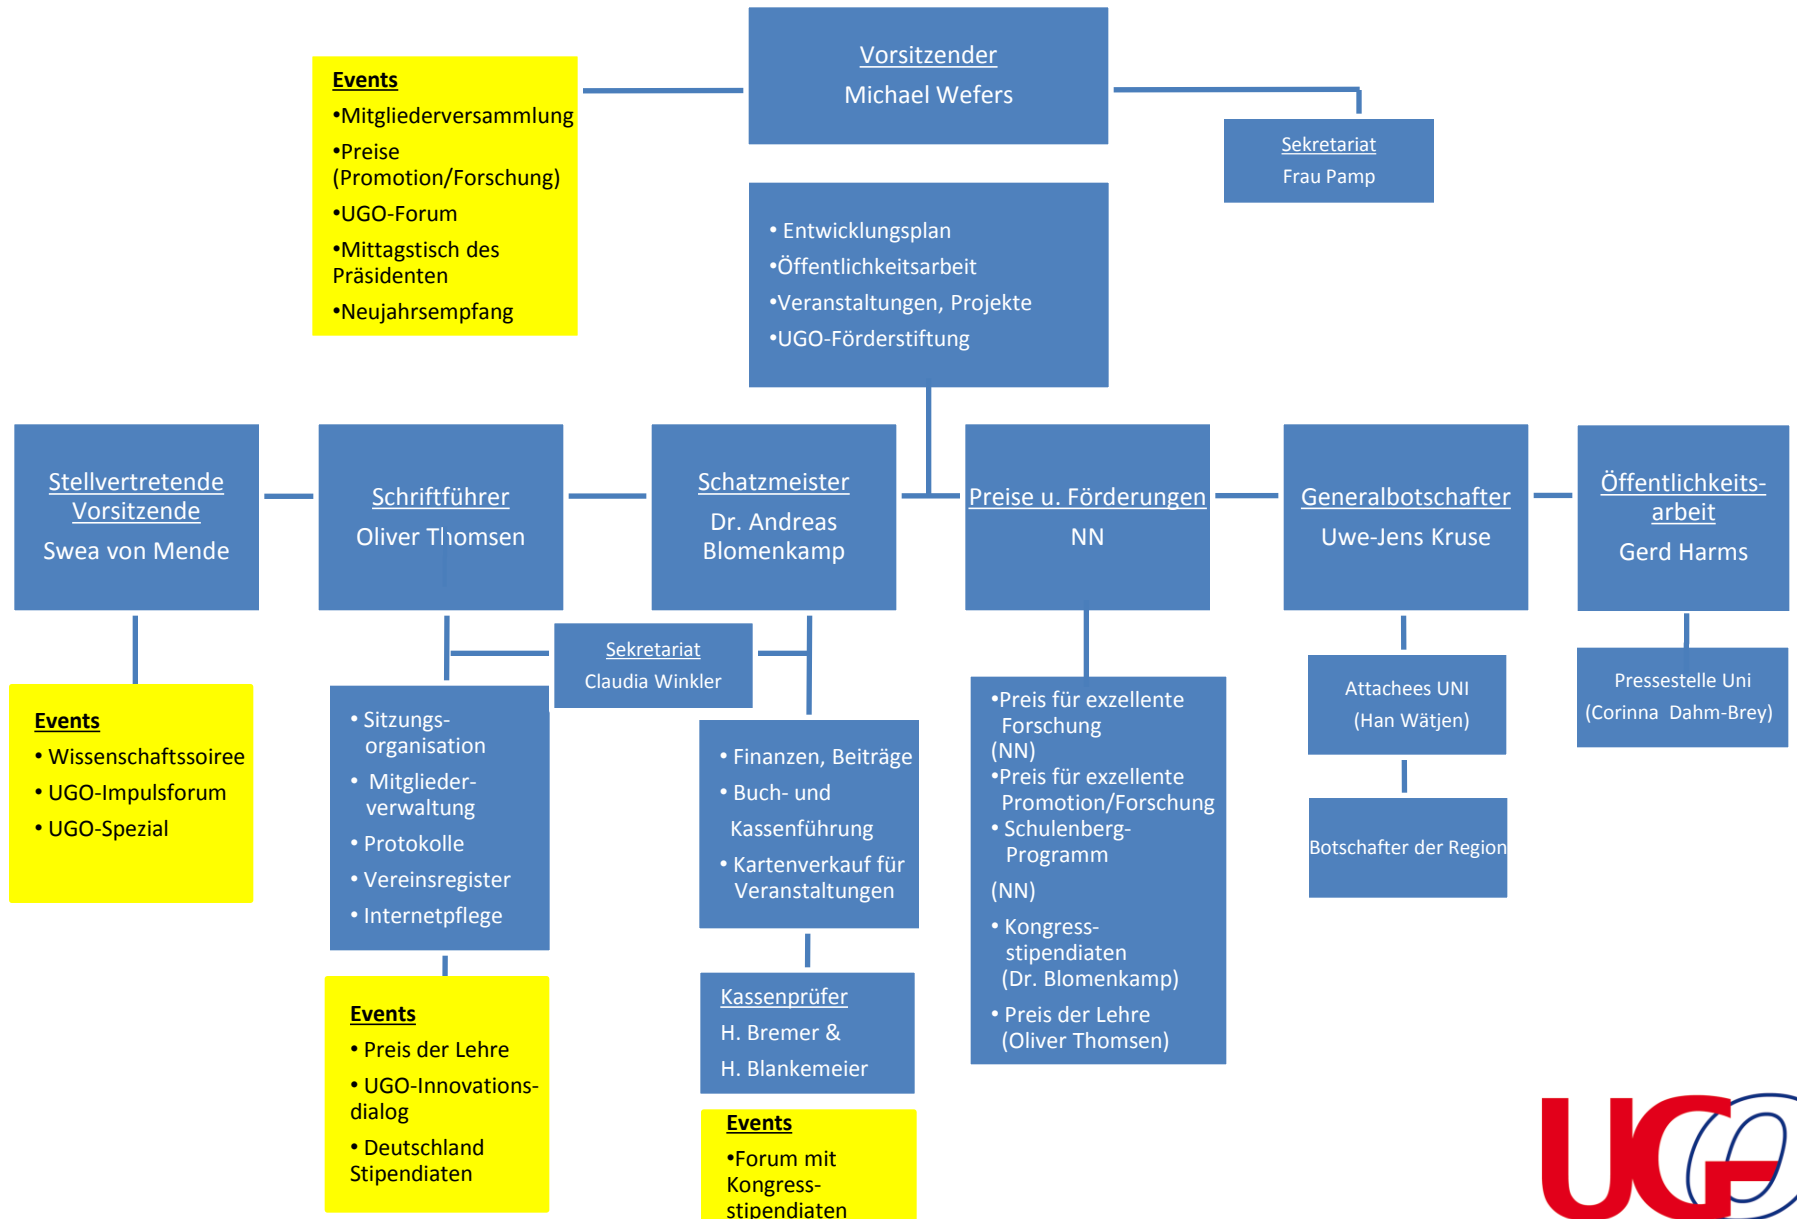 Vorsitzender
Michael Wefers
Events
•Mitgliederversammlung
•Preise
(Promotion/Forschung)
•UGO-Forum
•Mittagstisch des
Präsidenten
•Neujahrsempfang
Sekretariat
Frau Pamp
• Entwicklungsplan
•Öffentlichkeitsarbeit
•Veranstaltungen, Projekte
•UGO-Förderstiftung
Stellvertretende
Vorsitzende
Swea von Mende
Schriftführer
Oliver Thomsen
Schatzmeister
Dr. Andreas
Blomenkamp
Preise u. Förderungen
NN
Generalbotschafter
Uwe-Jens Kruse
Öffentlichkeits-
arbeit
Gerd Harms
Sekretariat
Claudia Winkler
Events
• Wissenschaftssoiree
• UGO-Impulsforum
• UGO-Spezial
• Sitzungs-
organisation
• Mitglieder-
verwaltung
• Protokolle
• Vereinsregister
• Internetpflege
Events
• Preis der Lehre
• UGO-Innovations-
dialog
• Deutschland
Stipendiaten
• Finanzen, Beiträge
• Buch- und
Kassenführung
• Kartenverkauf für
Veranstaltungen
Kassenprüfer
H. Bremer &
H. Blankemeier
Events
•Forum mit
Kongress-
stipendiaten
•Preis für exzellente
Forschung
(NN)
•Preis für exzellente
Promotion/Forschung
• Schulenberg-
Programm
(NN)
• Kongress-
stipendiaten
(Dr. Blomenkamp)
• Preis der Lehre
(Oliver Thomsen)
Attachees UNI
(Han Wätjen)
Botschafter der Region
Pressestelle Uni
(Corinna Dahm-Brey)
UGO